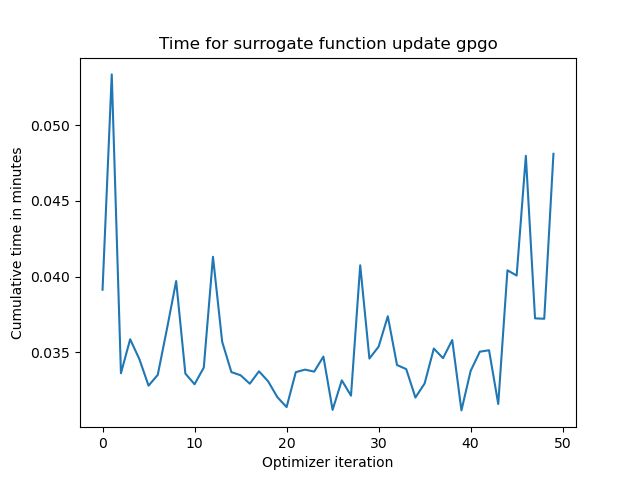 Time for surrogate function update gpgo
Cumulative time in minutes
0.050
0.045
0.040
0.035
0 10 20 30 40 50
Optimizer iteration